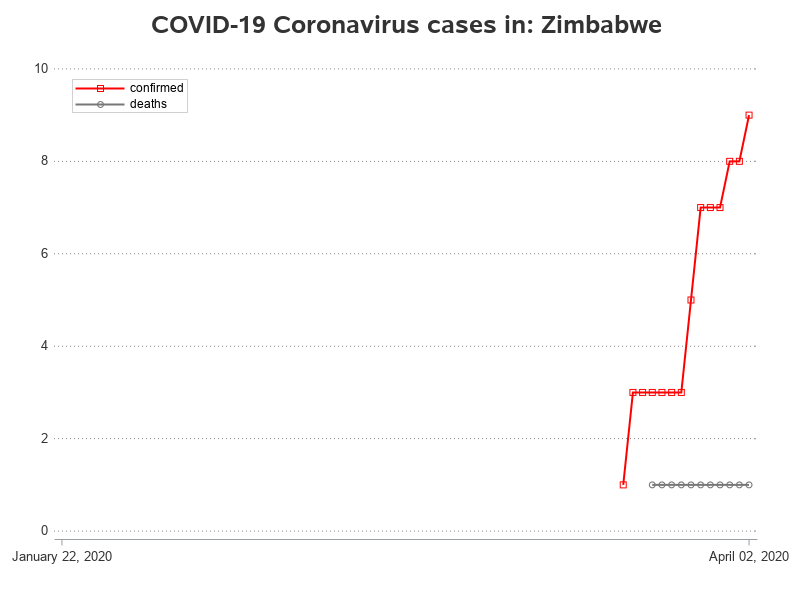 COVID-19 Coronavirus cases in: Zimbabwe
10
confirmed
deaths
8
6
4
2
0
January 22, 2020
April 02, 2020